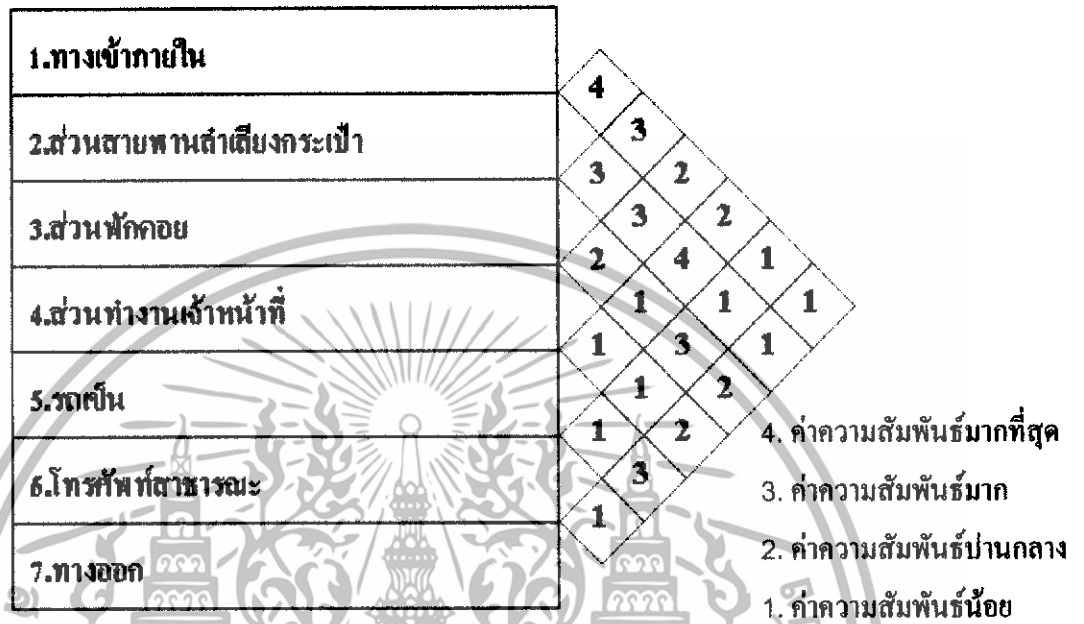 1.ทางเข้าภายใน
4
3
2.ส่วนสายพานลำเลียงกระเป๋า
3 2
3 2
3.ส่วนพักคอย
2 4 1
1 1 1
4.ส่วนทำงานเจ้าหน้าที่
1 3 1
1 2
5.รถเข็น
1 2
3
6.โทรศัพท์สาธารณะ
1
7.ทางออก
4. ค่าความสัมพันธ์มากที่สุด
3. ค่าความสัมพันธ์มาก
2. ค่าความสัมพันธ์ป่านกลาง
1. ค่าความสัมพันธ์น้อย